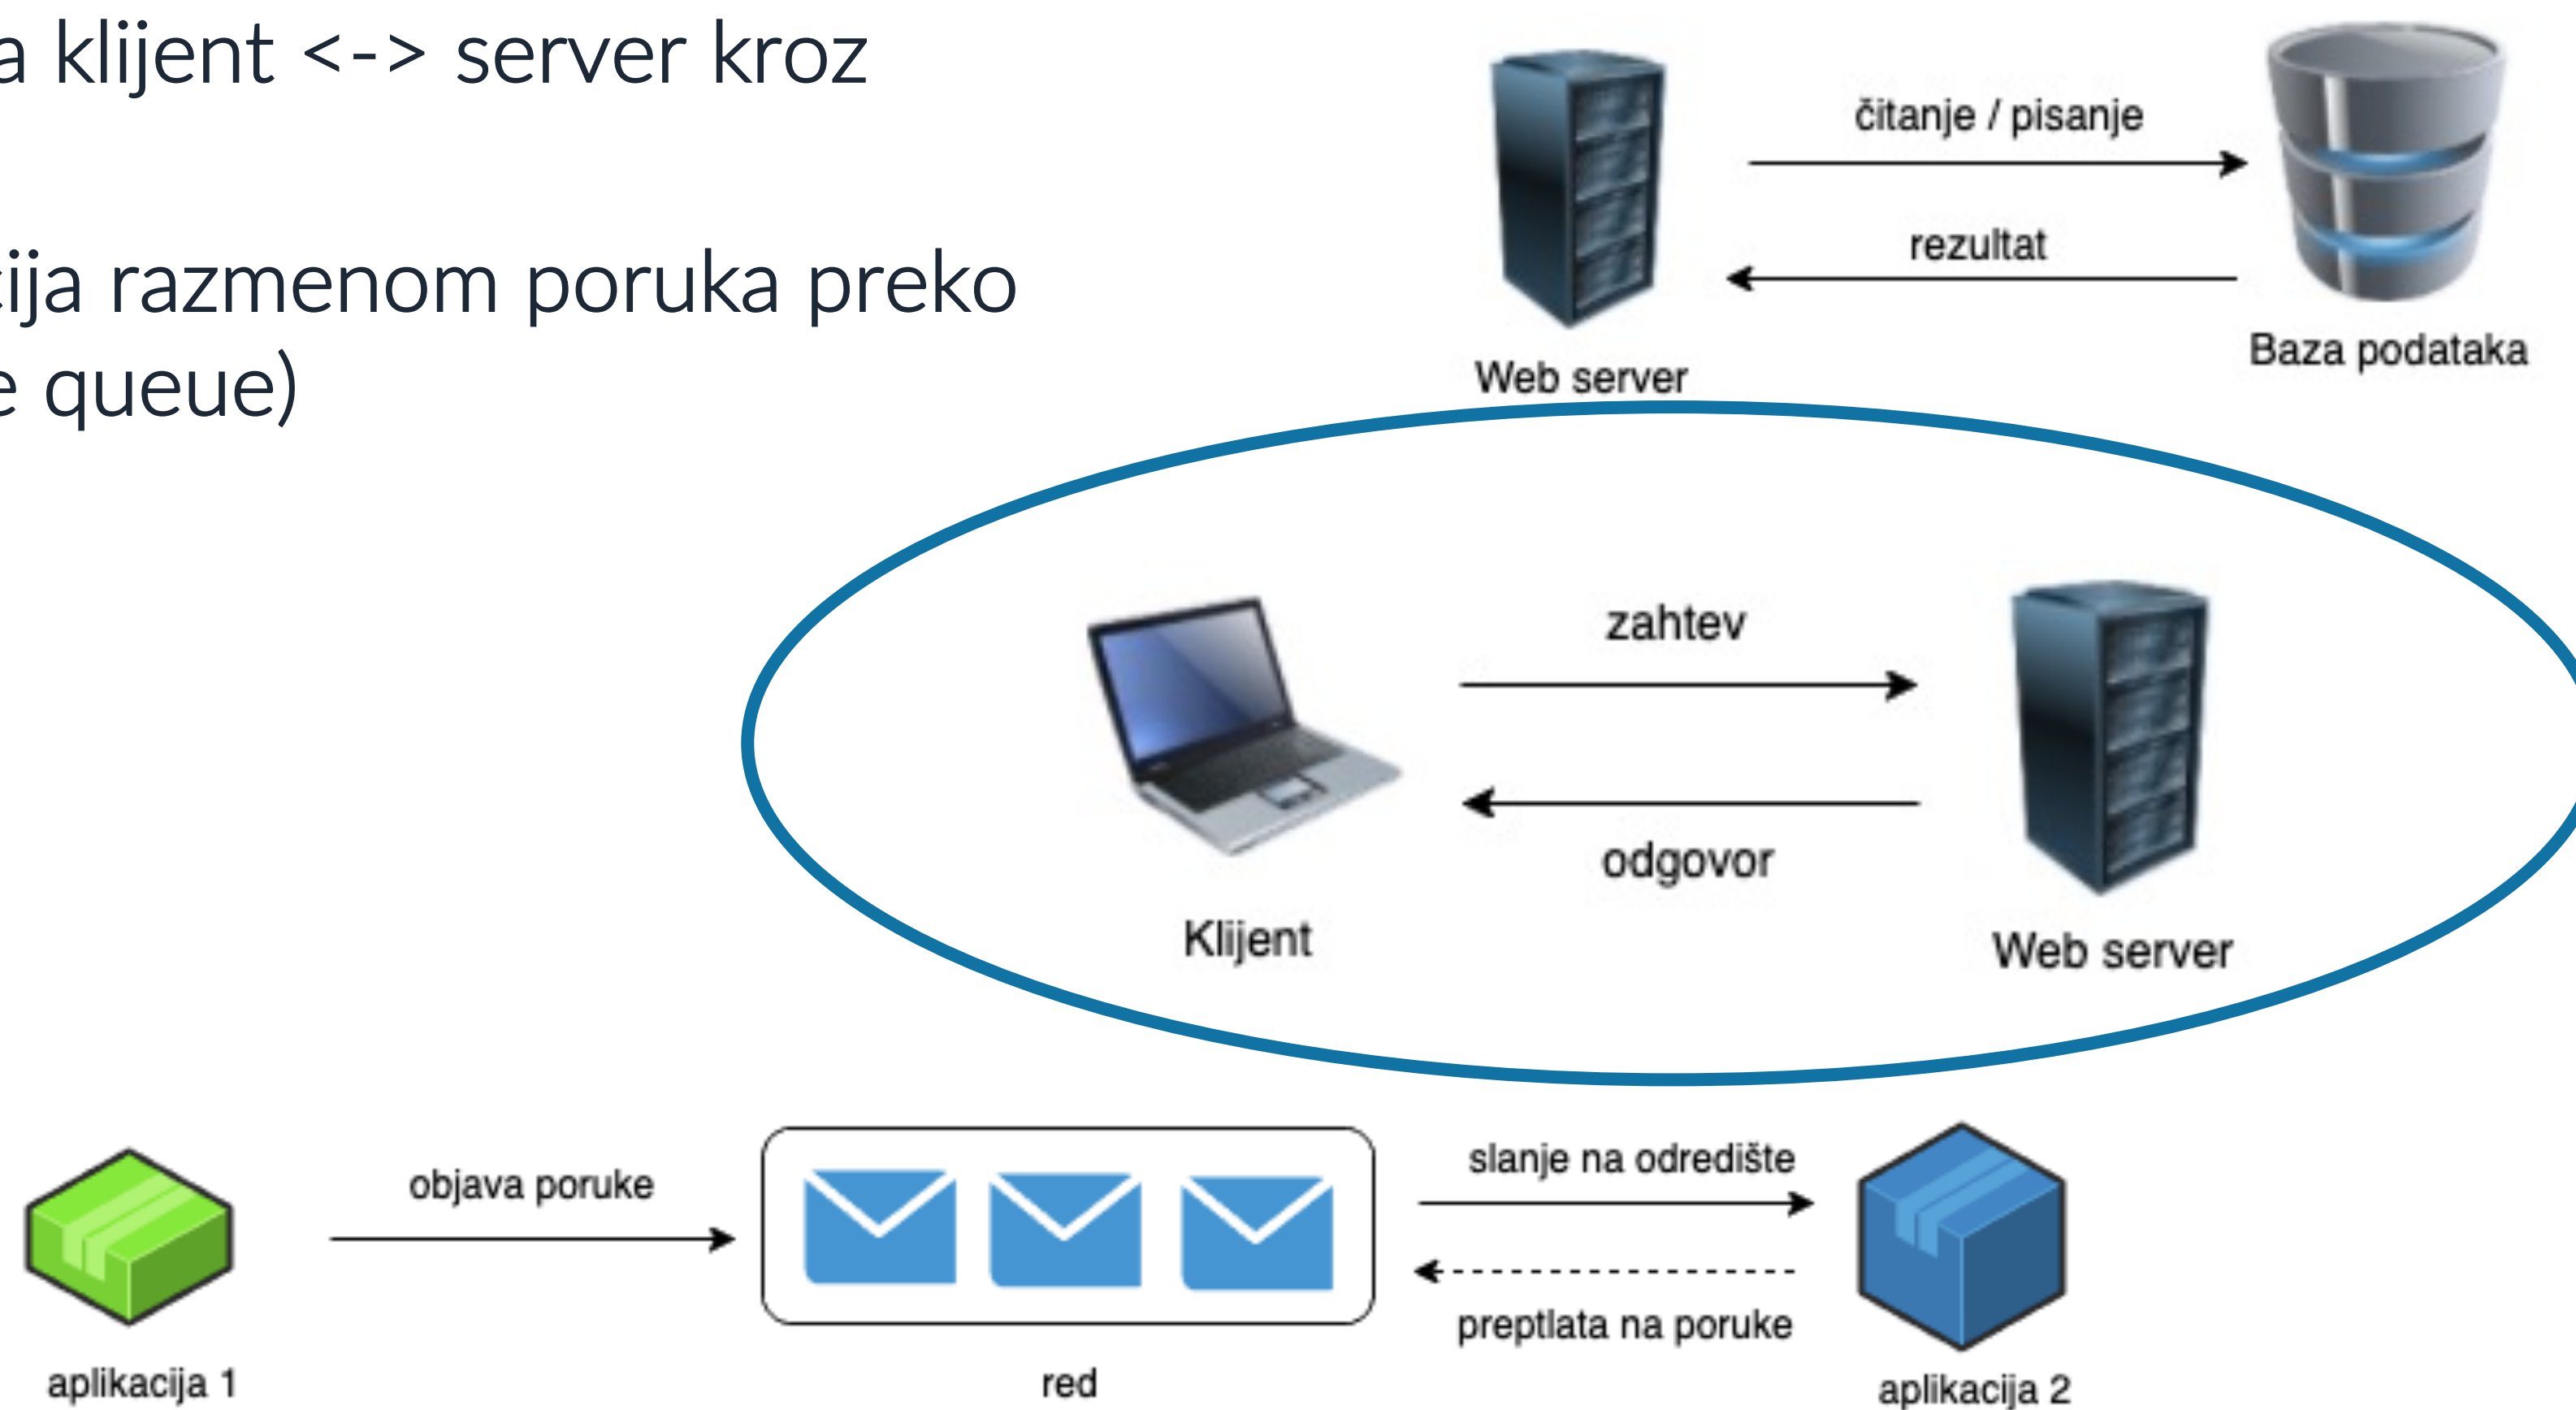 a klijent <-> server kroz
cija razmenom poruka preko
e queue)
čitanje / pisanje
rezultat
Web server
Baza podataka
zahtev
odgovor
Klijent
Web server
objava poruke
slanje na odredište
preptlata na poruke
aplikacija 1
red
aplikacija 2